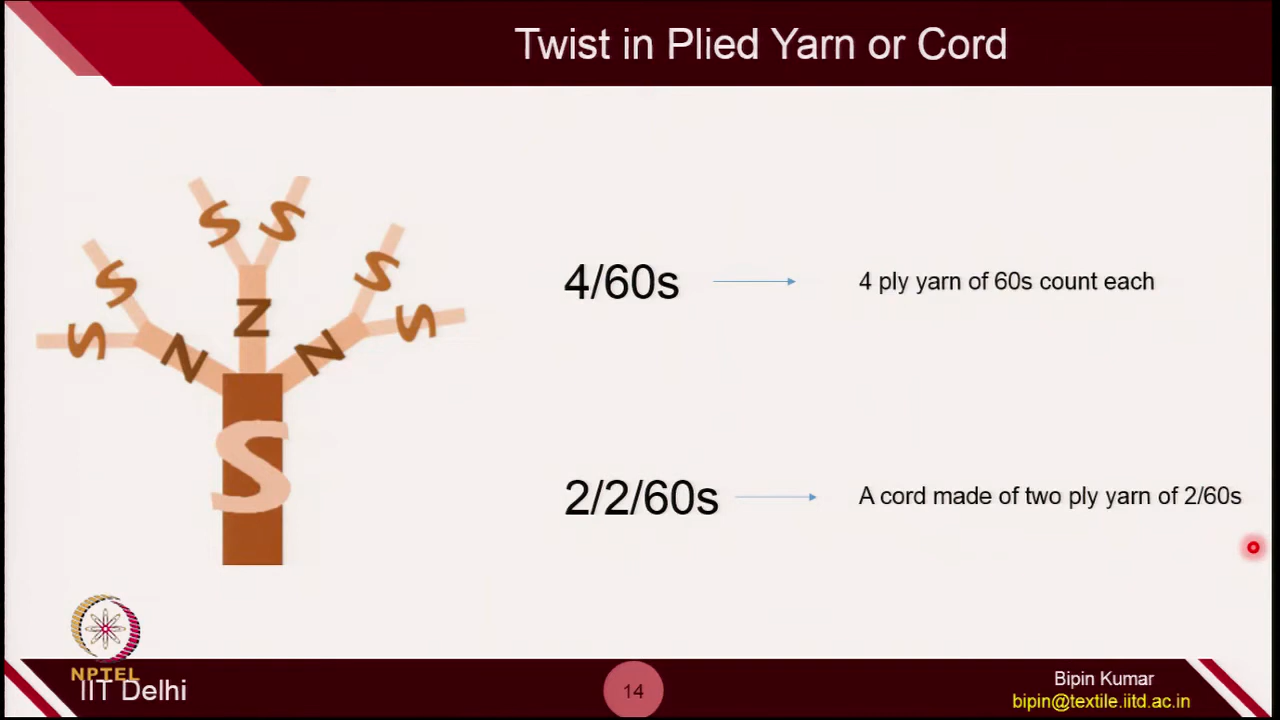 Twist in Plied Yarn or Cord
S S
S S
S Z S
N N
S
4/60s
4 ply yarn of 60s count each
2/2/60s
A cord made of two ply yarn of 2/60s
NPTEL
IIT Delhi
14
Bipin Kumar
bipin@textile.iitd.ac.in